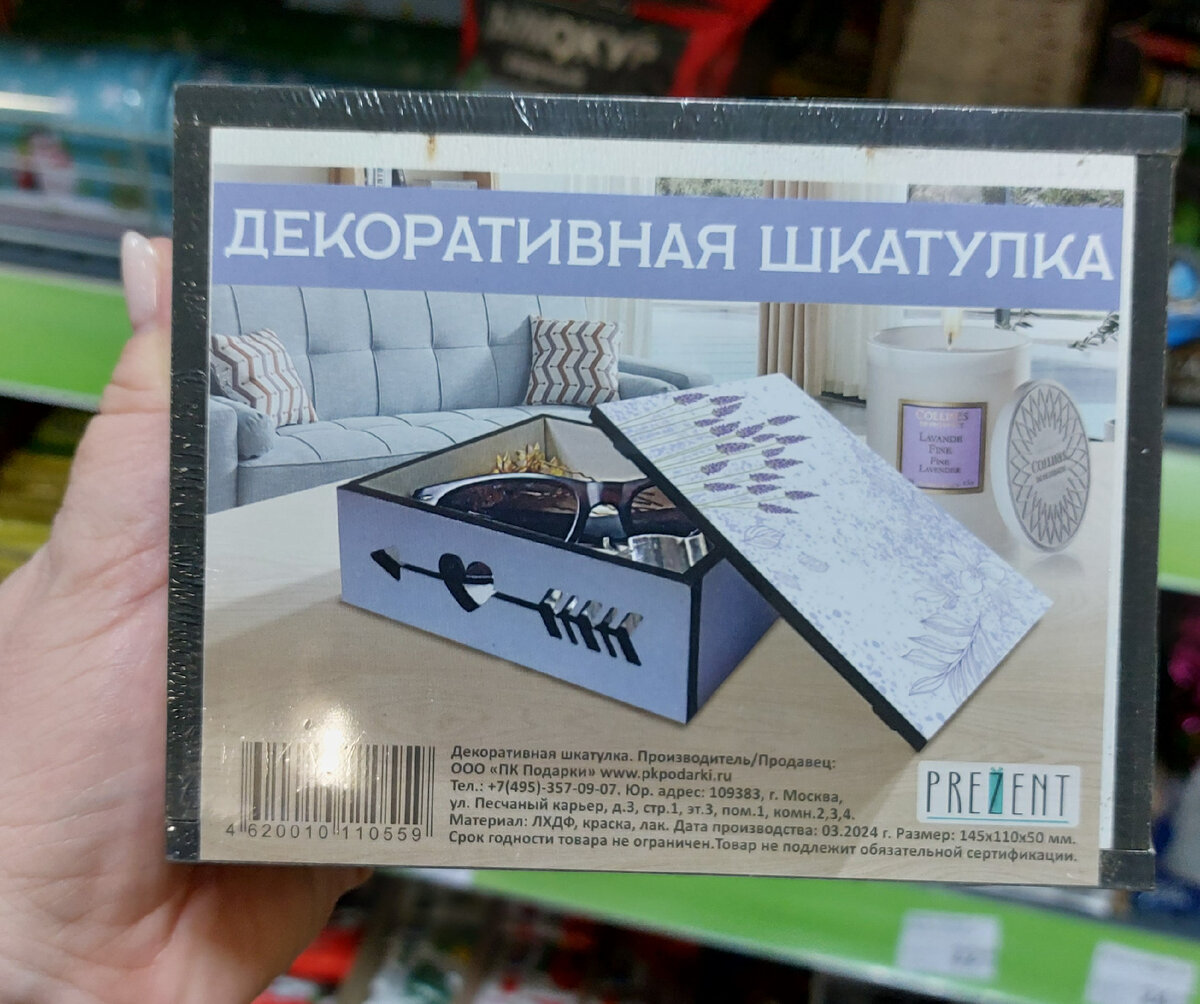 ДЕКОРАТИВНАЯ ШКАТУЛКА
COLLINES
LAVANDE
FINE
FINE
LAVENDER
COLLINES
Декоративная шкатулка. Производитель/Продавец:
ООО «ПК Подарки» www.pkpodarki.ru
Тел.: +7(495)-357-09-07. Юр. адрес: 109383, г. Москва,
ул. Песчаный карьер, д.3, стр.1, эт.3, пом.1, комн.2,3,4.
Материал: ЛХДФ, краска, лак. Дата производства: 03.2024 г. Размер: 145х110х50 мм.
Срок годности товара не ограничен.Товар не подлежит обязательной сертификации.
4 620010 110559
PREZENT